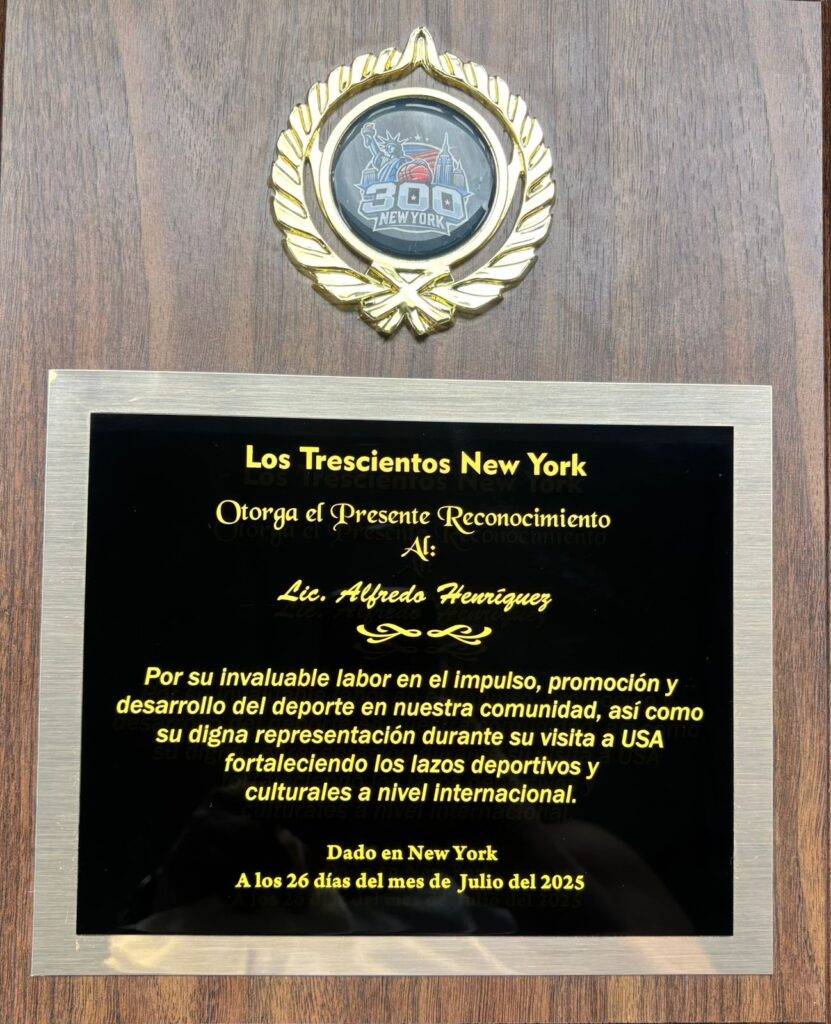 300
NEW YORK
Los Trescientos New York
Otorga el Presente Reconocimiento
Al:
Lic. Alfredo Henríquez
Por su invaluable labor en el impulso, promoción y
desarrollo del deporte en nuestra comunidad, así como
su digna representación durante su visita a USA
fortaleciendo los lazos deportivos y
culturales a nivel internacional.
Dado en New York
A los 26 días del mes de Julio del 2025